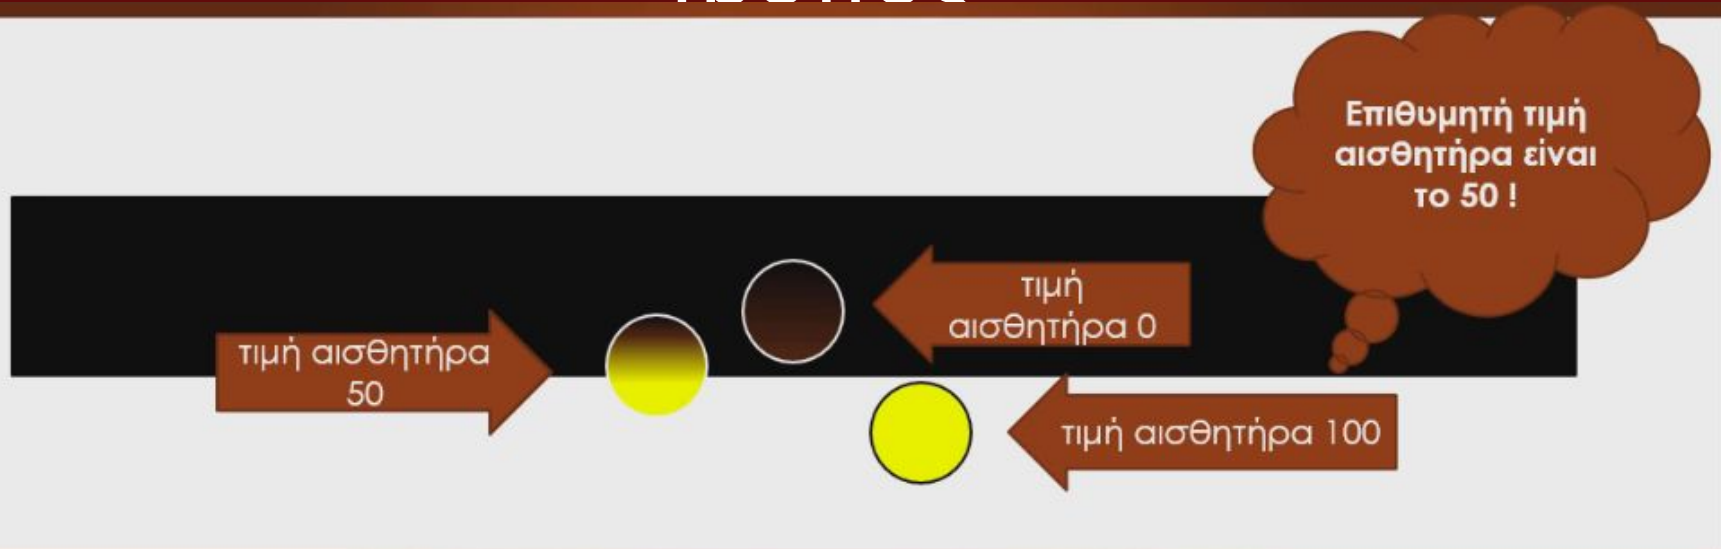 Επιθυμητή τιμή
αισθητήρα είναι
το 50 !
τιμή
αισθητήρα 0
τιμή αισθητήρα
50
τιμή αισθητήρα 100